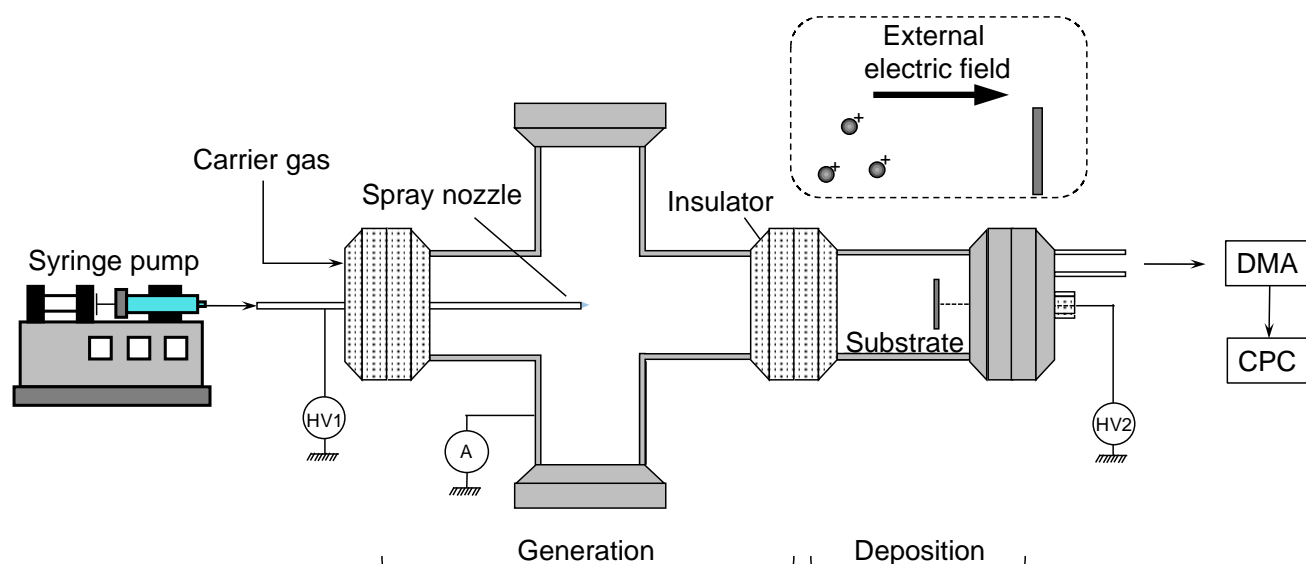 External
electric field
+
+
+
Carrier gas
Spray nozzle
Insulator
Syringe pump
DMA
Substrate
CPC
HV1
HV2
A
Generation
Deposition